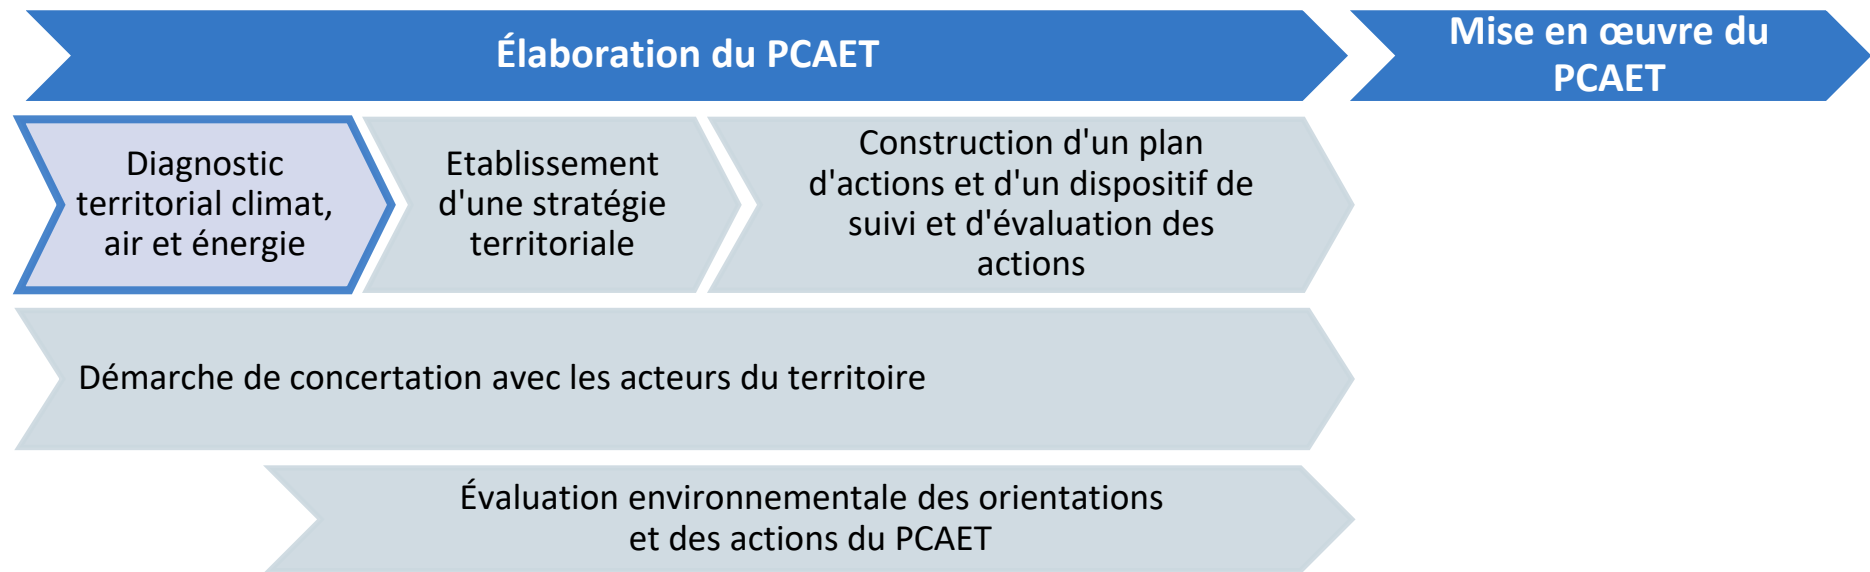 Élaboration du PCAET
Mise en œuvre du
PCAET
Diagnostic
territorial climat,
air et énergie
Etablissement
d'une stratégie
territoriale
Construction d'un plan
d'actions et d'un dispositif de
suivi et d'évaluation des
actions
Démarche de concertation avec les acteurs du territoire
Évaluation environnementale des orientations
et des actions du PCAET